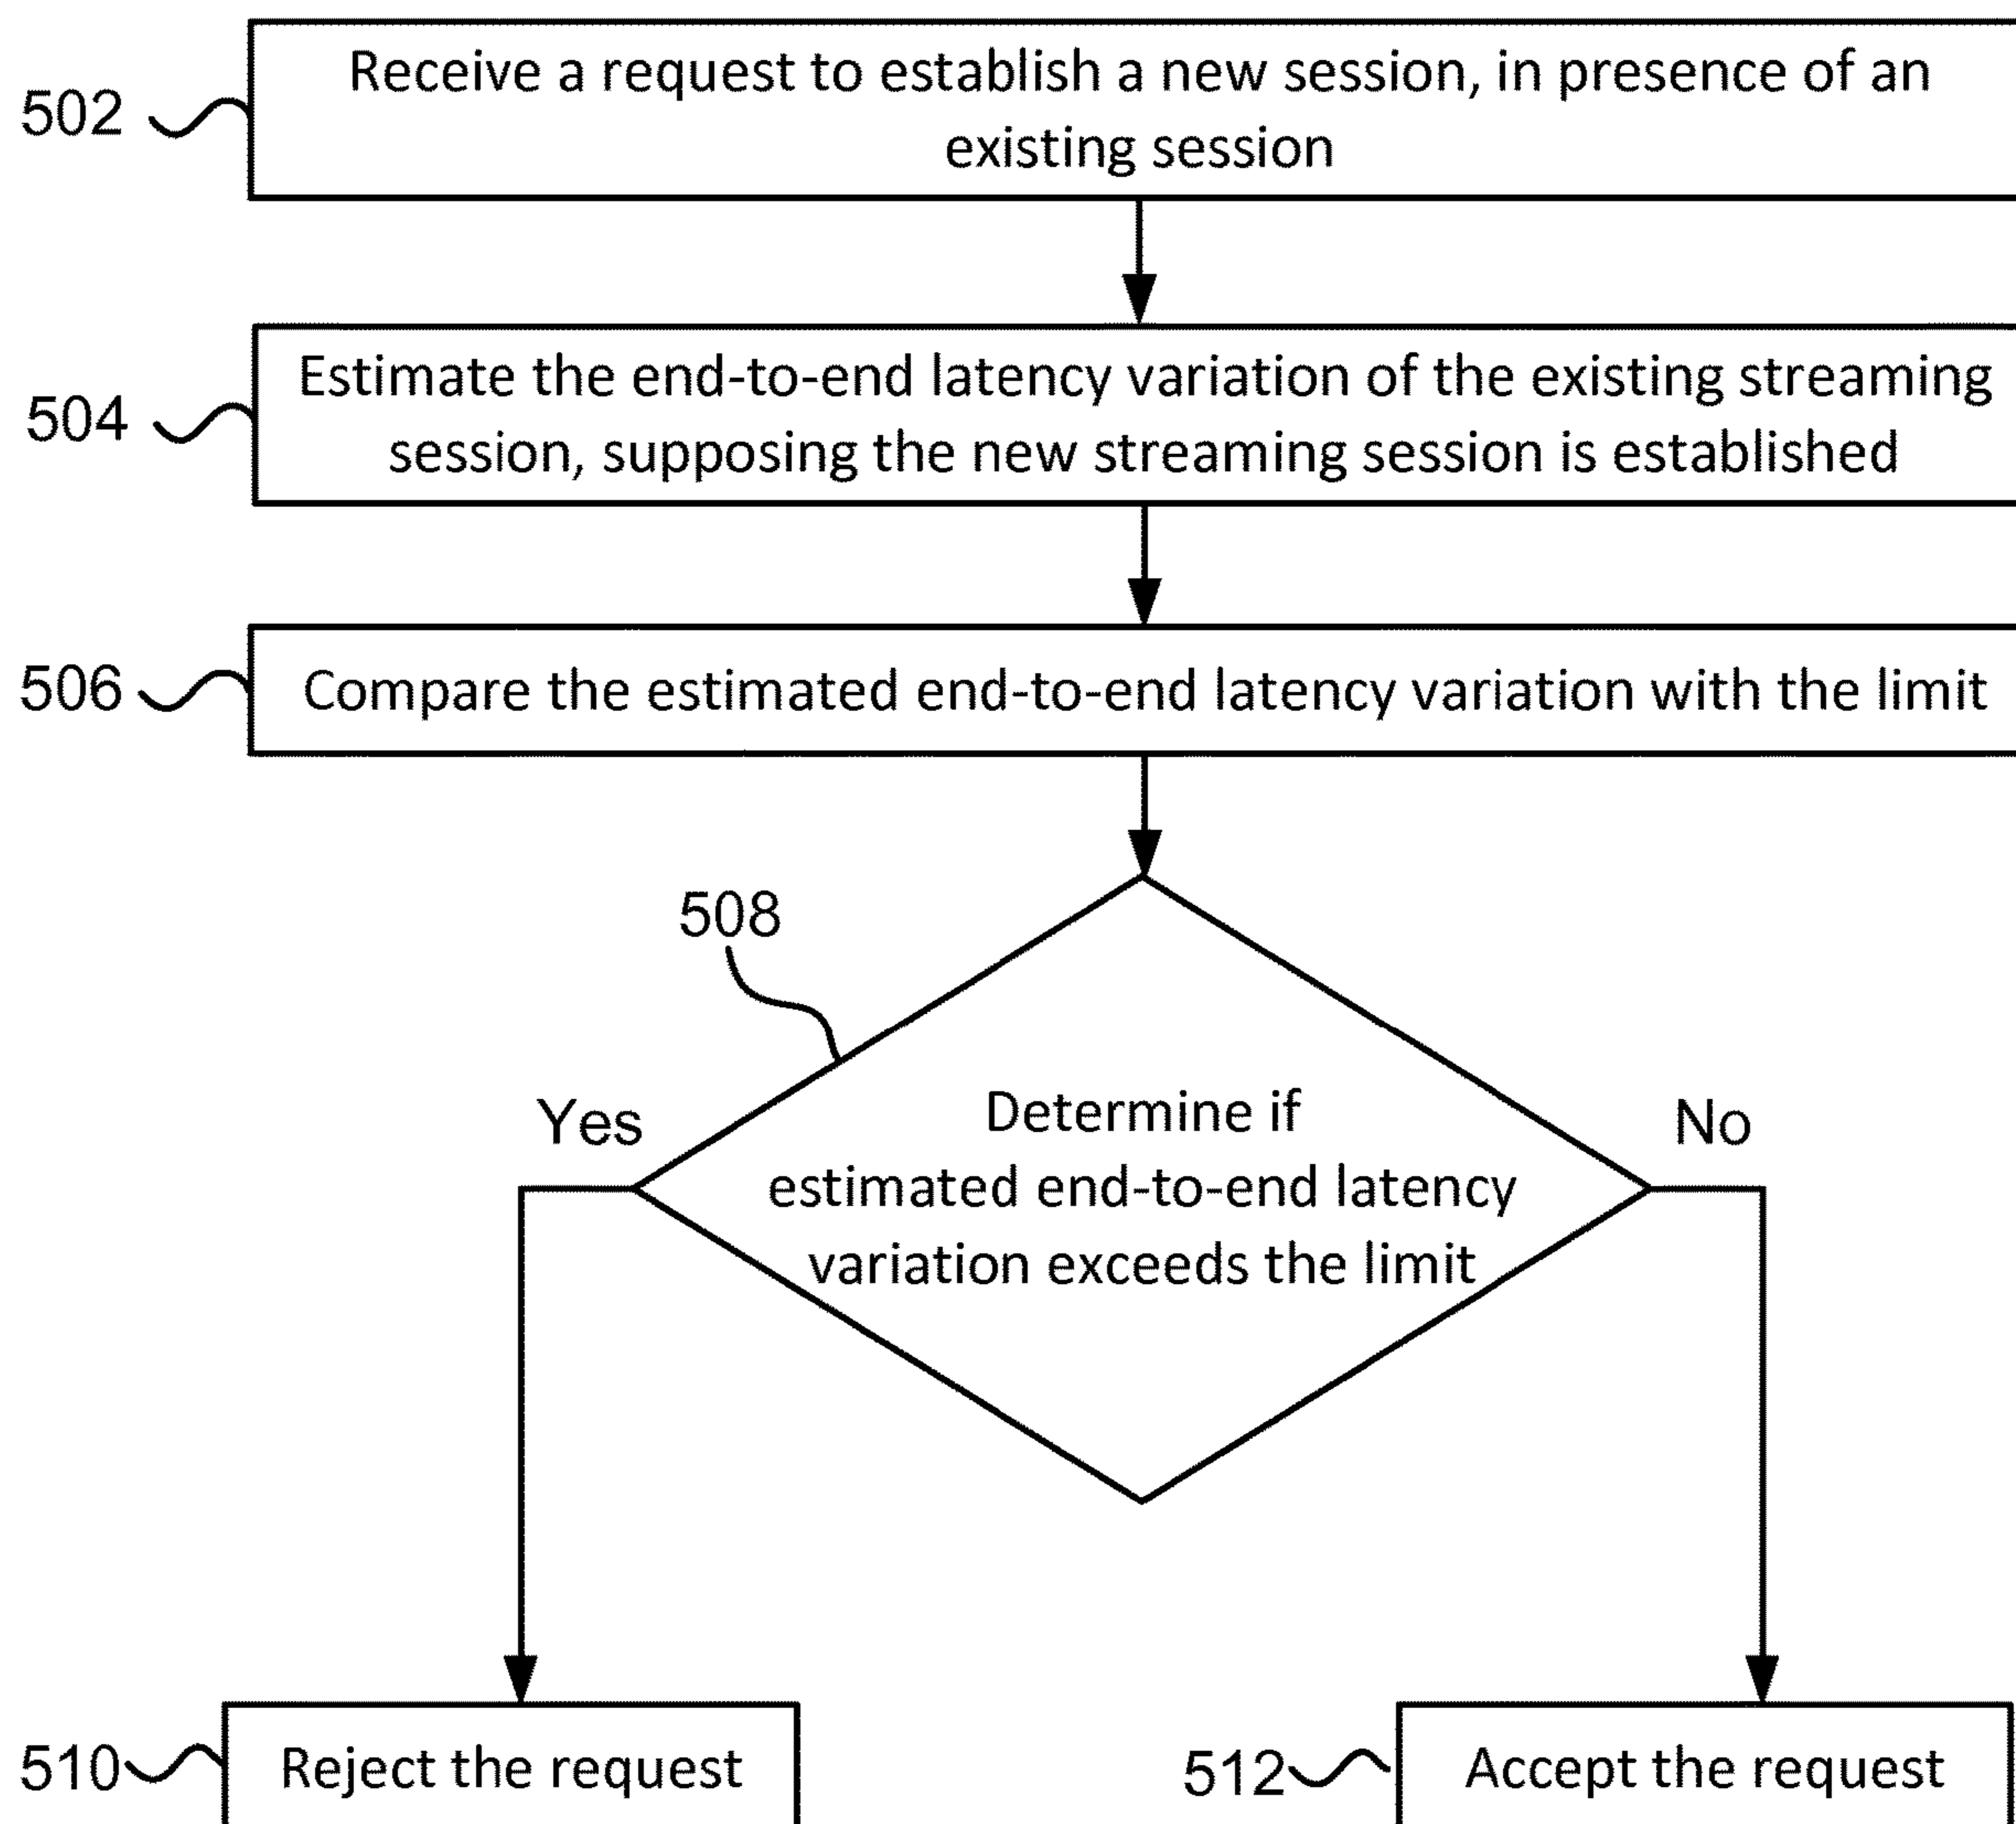 502
Receive a request to establish a new session, in presence of an
existing session
504
Estimate the end-to-end latency variation of the existing streaming
session, supposing the new streaming session is established
506
Compare the estimated end-to-end latency variation with the limit
508
Yes
No
Determine if
estimated end-to-end latency
variation exceeds the limit
510
Reject the request
512
Accept the request